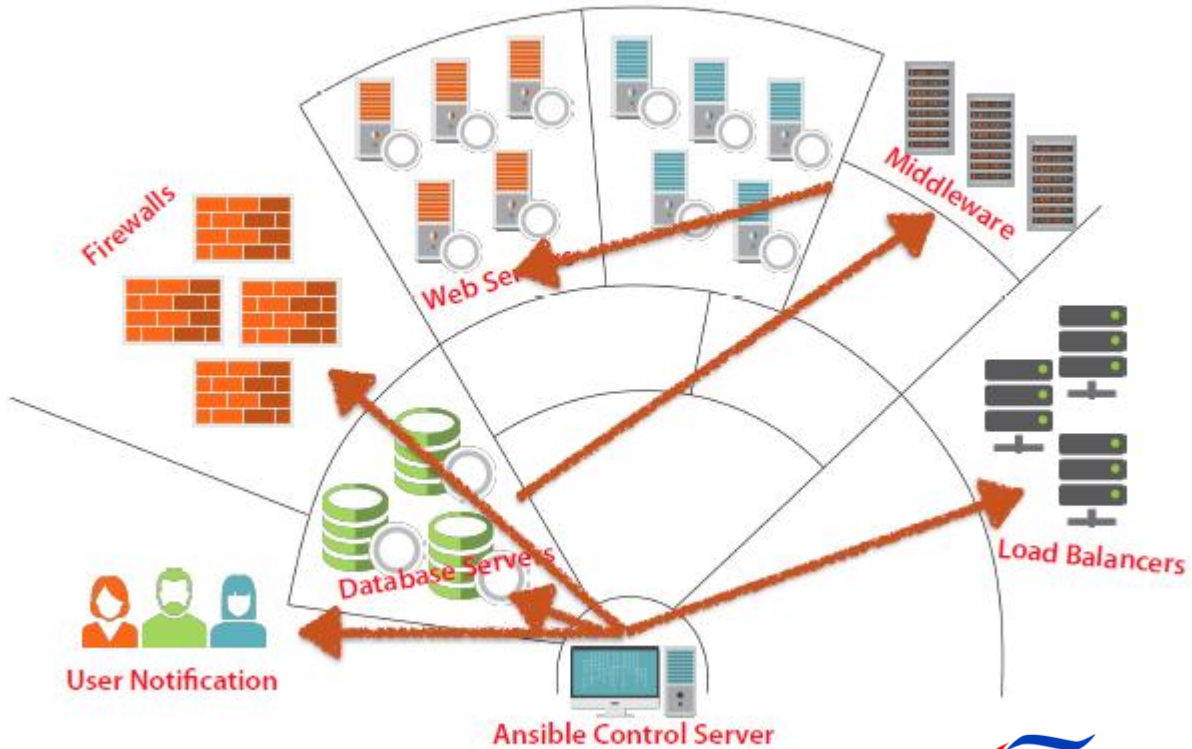 Middleware
Firewalls
Web
Load Balancers
Database Servers
User Notification
Ansible Control Server